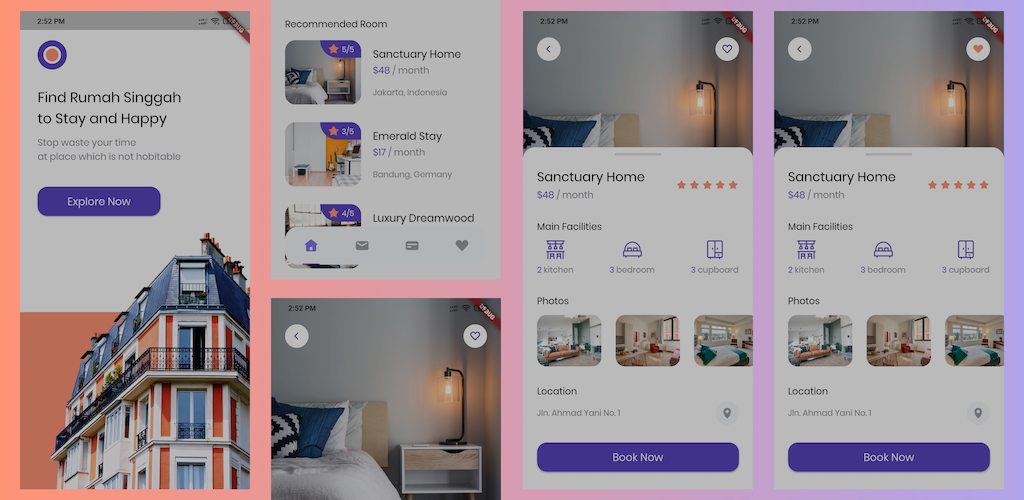 2:52 PM
DEBUG
Find Rumah Singgah
to Stay and Happy
Stop waste your time
at place which is not hobitable
Explore Now
Recommended Room
5/5
Sanctuary Home
$48 / month
Jakarta, Indonesia
3/5
Emerald Stay
$17 / month
Bandung, Germany
4/5
Luxury Dreamwood
2:52 PM
DEBUG
2:52 PM
DEBUG
Sanctuary Home
$48 / month
Main Facilities
2 kitchen
3 bedroom
3 cupboard
Photos
Location
Jln. Ahmad Yani No. 1
Book Now
2:52 PM
DEBUG
Sanctuary Home
$48 / month
Main Facilities
2 kitchen
3 bedroom
3 cupboard
Photos
Location
Jln. Ahmad Yani No. 1
Book Now